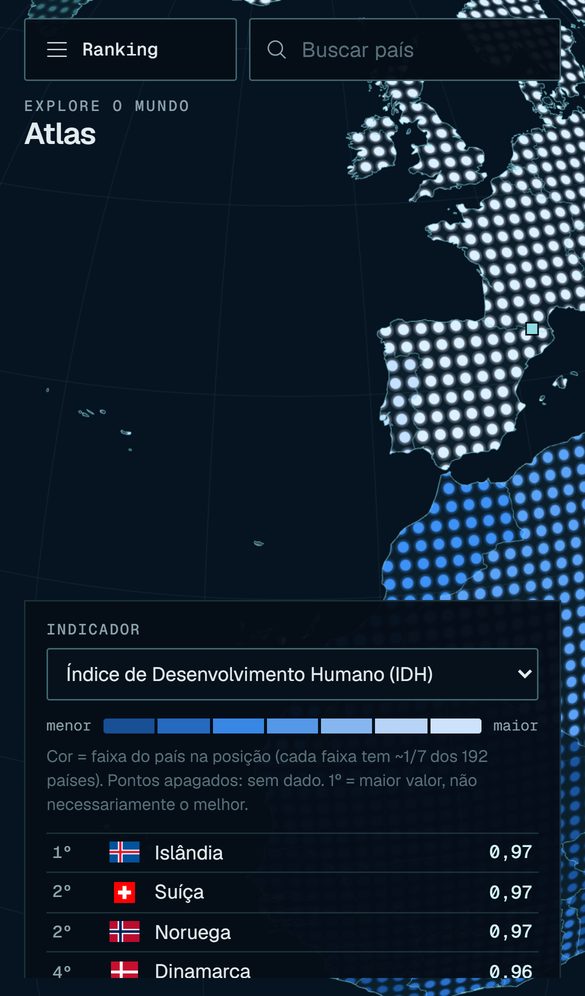 Ranking
Buscar país
EXPLORE O MUNDO
Atlas
INDICADOR
Índice de Desenvolvimento Humano (IDH)
menor
maior
Cor = faixa do país na posição (cada faixa tem ~1/7 dos 192
países). Pontos apagados: sem dado. 1º = maior valor, não
necessariamente o melhor.
1º Islândia 0,97
2º Suíça 0,97
2º Noruega 0,97
4º Dinamarca 0,96